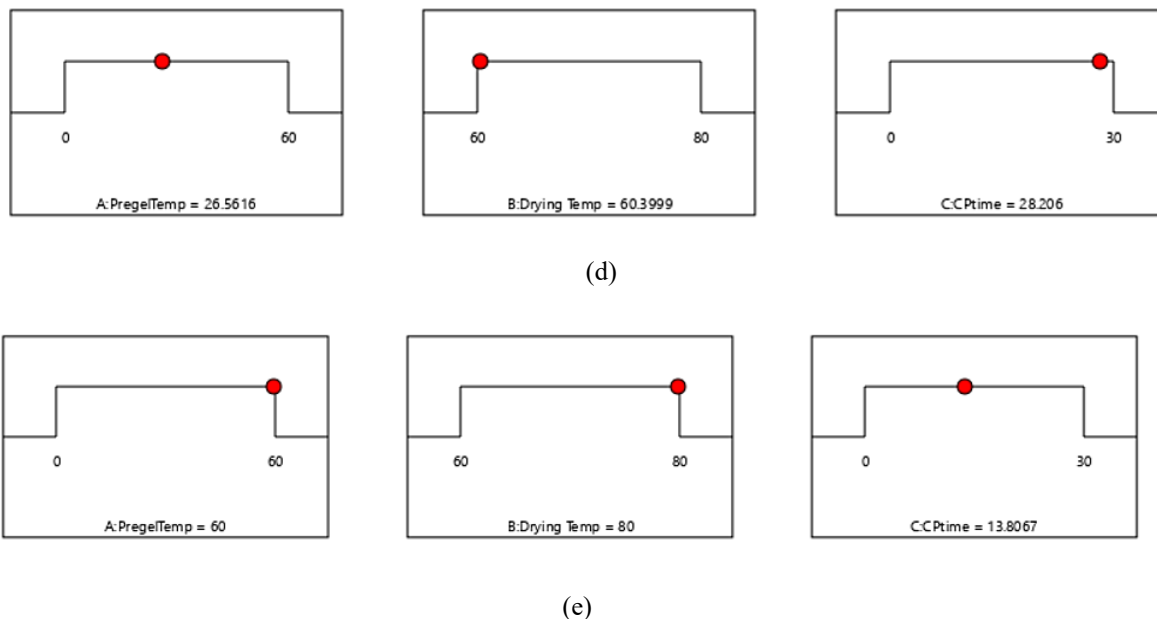 0 60 60 80 0 30
A:PregelTemp = 26.5616 B:Drying Temp = 60.3999 C:CPtime = 28.206
(d)
0 60 60 80 0 30
A:PregelTemp = 60 B:Drying Temp = 80 C:CPtime = 13.8067
(e)